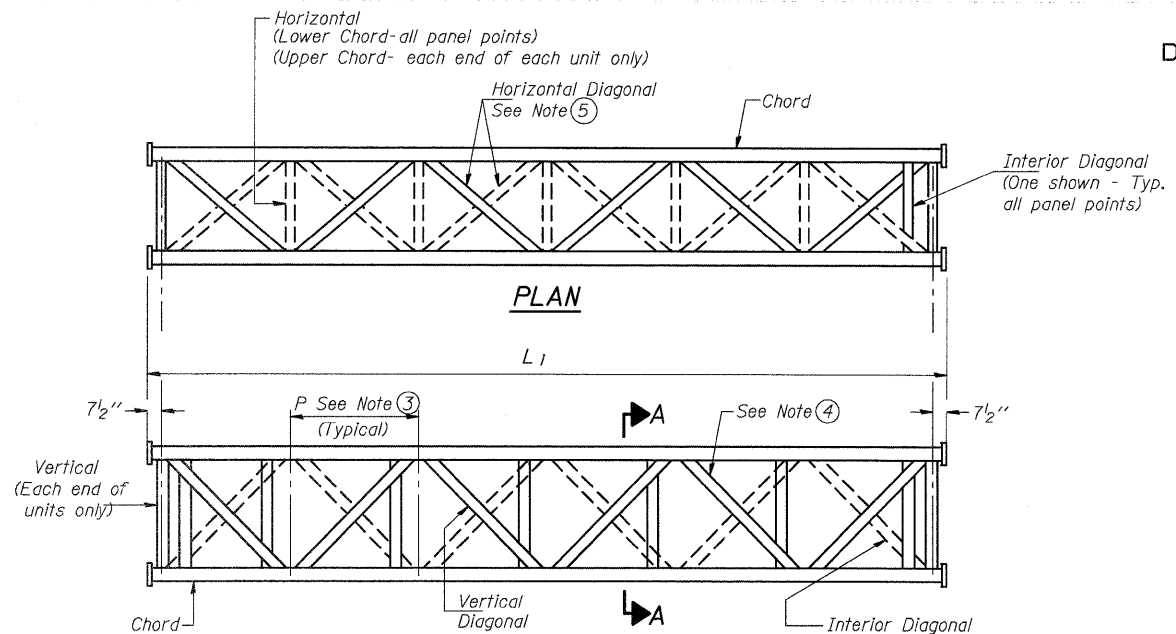 Horizontal
(Lower Chord-all panel points)
(Upper Chord- each end of each unit only)
D
Horizontal Diagonal
See Note 5
Chord
Interior Diagonal
(One shown - Typ.
all panel points)
PLAN
L1
7½"
P See Note 3
(Typical)
A
See Note 4
7½"
Vertical
(Each end of
units only)
Chord
Vertical
Diagonal
A
Interior Diagonal